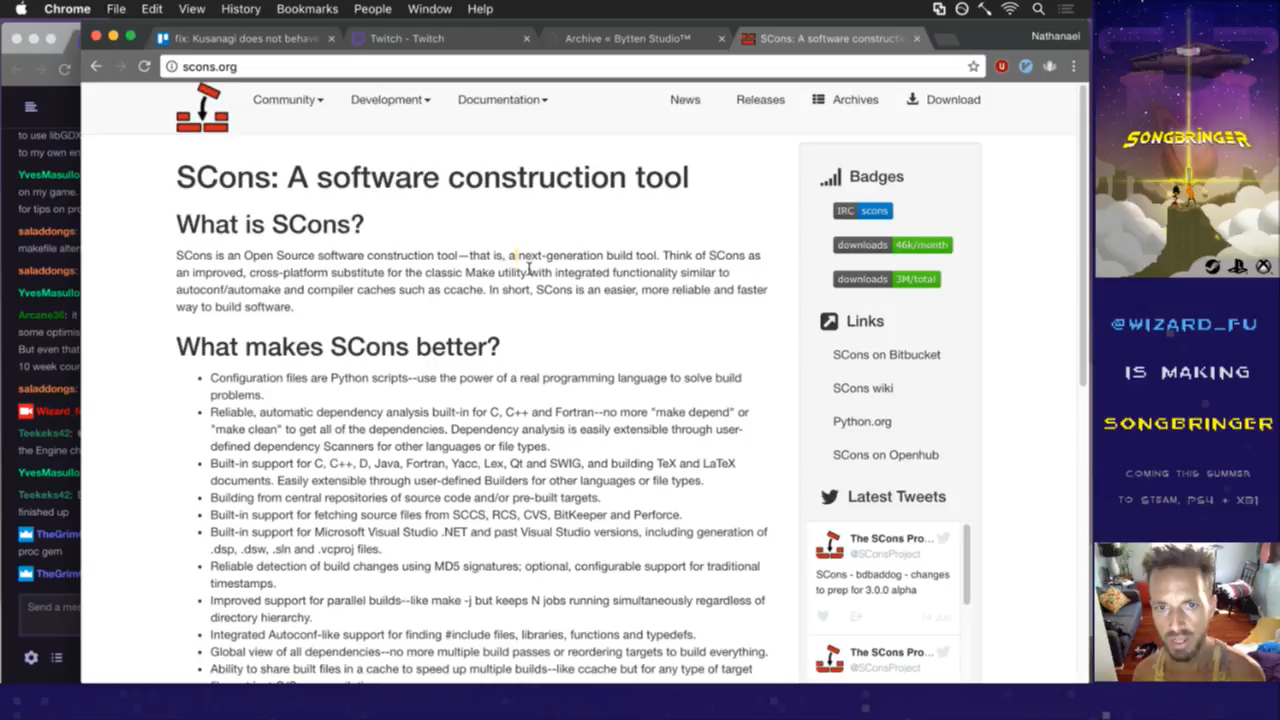 Chrome File Edit View History Bookmarks People Window Help
fix: Kusanagi does not behave
Twitch - Twitch
Archive « Bytten Studio™
SCons: A software constructi
Nathanael
scons.org
Community
Development
Documentation
News
Releases
Archives
Download
to use libGDX
to my own en
YvesMasullo
on my game.
for tips on pro
saladdongs:
makefile alter
saladdongs:
Arcane36: it
some optimis
But even that
10 week cour
saladdongs:
Wizard_f
Teekeks42:
the Engine ch
YvesMasullo
Teekeks42:
finished up
TheGrim
proc gem
TheGrim
Send a me
SCons: A software construction tool
What is SCons?
SCons is an Open Source software construction tool—that is, a next-generation build tool. Think of SCons as
an improved, cross-platform substitute for the classic Make utility with integrated functionality similar to
autoconf/automake and compiler caches such as ccache. In short, SCons is an easier, more reliable and faster
way to build software.
What makes SCons better?
• Configuration files are Python scripts--use the power of a real programming language to solve build
problems.
• Reliable, automatic dependency analysis built-in for C, C++ and Fortran--no more "make depend" or
"make clean" to get all of the dependencies. Dependency analysis is easily extensible through user-
defined dependency Scanners for other languages or file types.
• Built-in support for C, C++, D, Java, Fortran, Yacc, Lex, Qt and SWIG, and building TeX and LaTeX
documents. Easily extensible through user-defined Builders for other languages or file types.
• Building from central repositories of source code and/or pre-built targets.
• Built-in support for fetching source files from SCCS, RCS, CVS, BitKeeper and Perforce.
• Built-in support for Microsoft Visual Studio .NET and past Visual Studio versions, including generation of
.dsp, .dsw, .sln and .vcproj files.
• Reliable detection of build changes using MD5 signatures; optional, configurable support for traditional
timestamps.
• Improved support for parallel builds--like make -j but keeps N jobs running simultaneously regardless of
directory hierarchy.
• Integrated Autoconf-like support for finding #include files, libraries, functions and typedefs.
• Global view of all dependencies--no more multiple build passes or reordering targets to build everything.
• Ability to share built files in a cache to speed up multiple builds--like ccache but for any type of target
Badges
IRC scons
downloads 46k/month
downloads 3M/total
Links
SCons on Bitbucket
SCons wiki
Python.org
SCons on Openhub
Latest Tweets
The SCons Pro...
@SConsProject
SCons - bdbaddog - changes
to prep for 3.0.0 alpha
14 Jun
The SCons Pro...
@SConsProject
SONGBRINGER
@WIZARD_FU
IS MAKING
SONGBRINGER
COMING THIS SUMMER
TO STEAM, PS4 + XB1